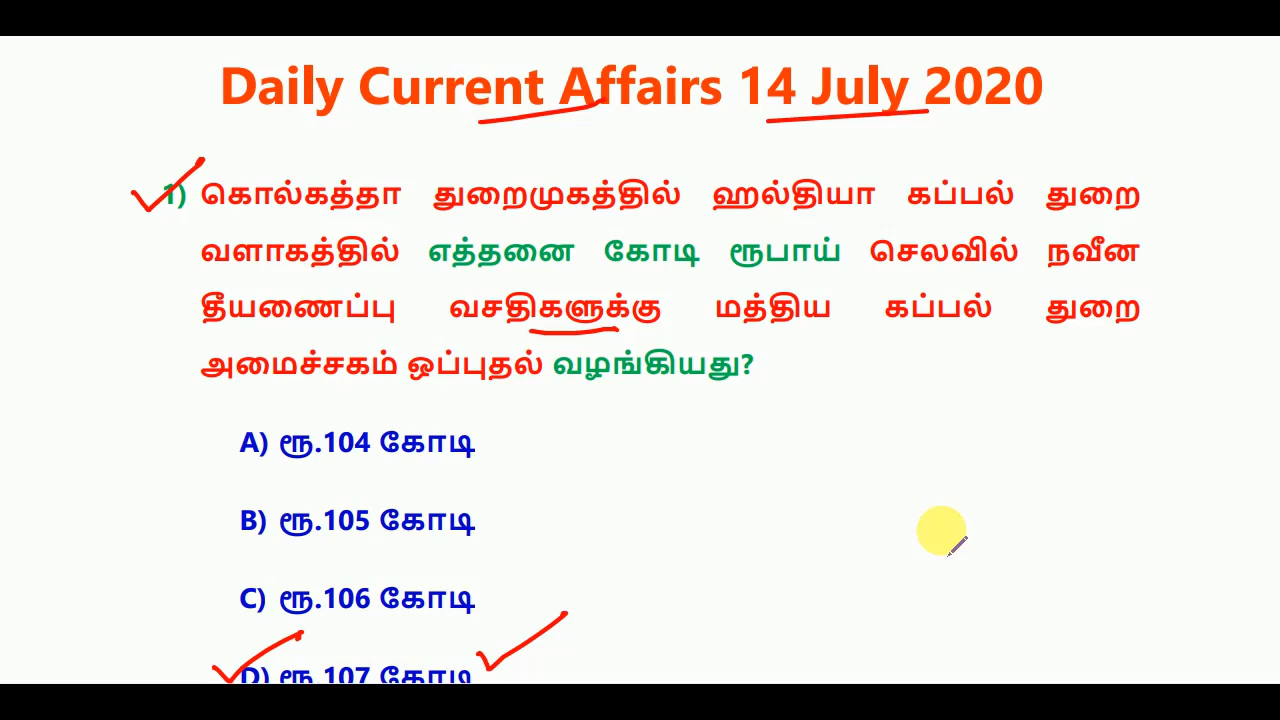 Daily Current Affairs 14 July 2020
1) கொல்கத்தா துறைமுகத்தில் ஹல்தியா கப்பல் துறை
வளாகத்தில் எத்தனை கோடி ரூபாய் செலவில் நவீன
தீயணைப்பு வசதிகளுக்கு மத்திய கப்பல் துறை
அமைச்சகம் ஒப்புதல் வழங்கியது?
A) ரூ.104 கோடி
B) ரூ.105 கோடி
C) ரூ.106 கோடி
D) ரூ.107 கோடி